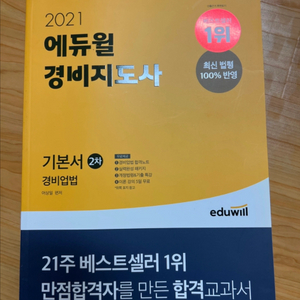 2021
에듀윌
경비지도사
1위
최신 법령
100% 반영
기본서 2차
경비업법
eduwill
21주 베스트셀러 1위
만점합격자를 만든 합격교과서